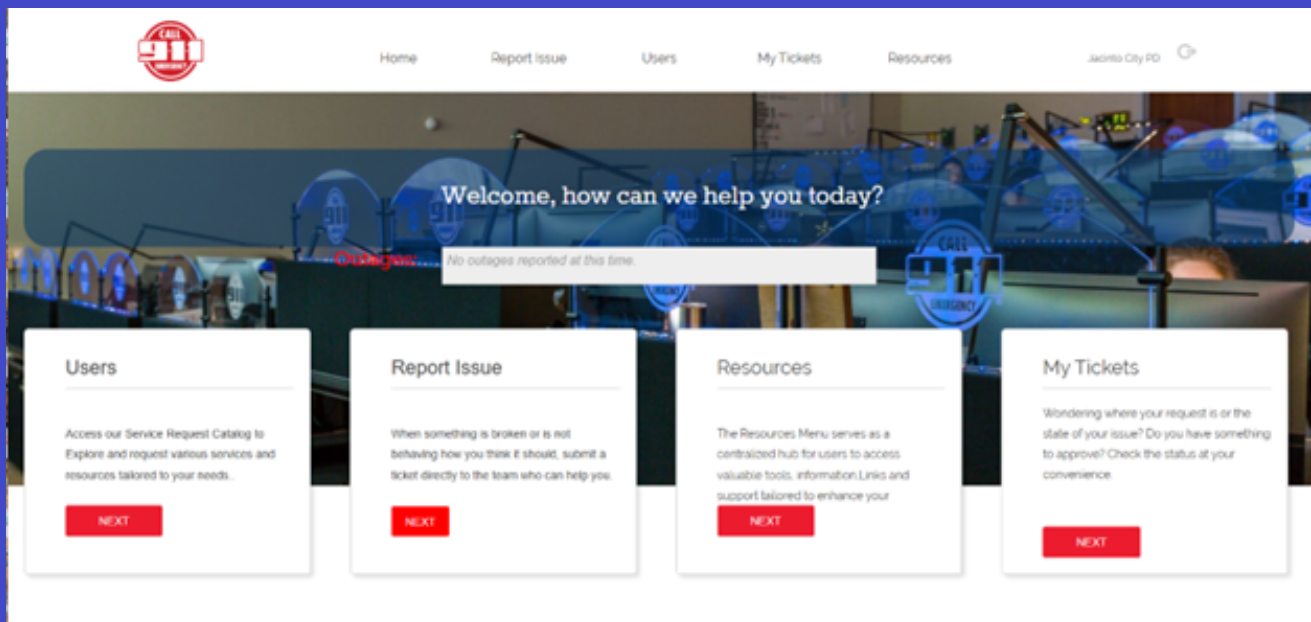 CALL
911
EMERGENCY
Home Report Issue Users My Tickets Resources Jacinto City PD
Welcome, how can we help you today?
Outages: No outages reported at this time.
CALL
911
EMERGENCY
Users
Access our Service Request Catalog to
Explore and request various services and
resources tailored to your needs..
NEXT
Report Issue
When something is broken or is not
behaving how you think it should, submit a
ticket directly to the team who can help you.
NEXT
Resources
The Resources Menu serves as a
centralized hub for users to access
valuable tools, information,Links and
support tailored to enhance your
NEXT
My Tickets
Wondering where your request is or the
state of your issue? Do you have something
to approve? Check the status at your
convenience.
NEXT